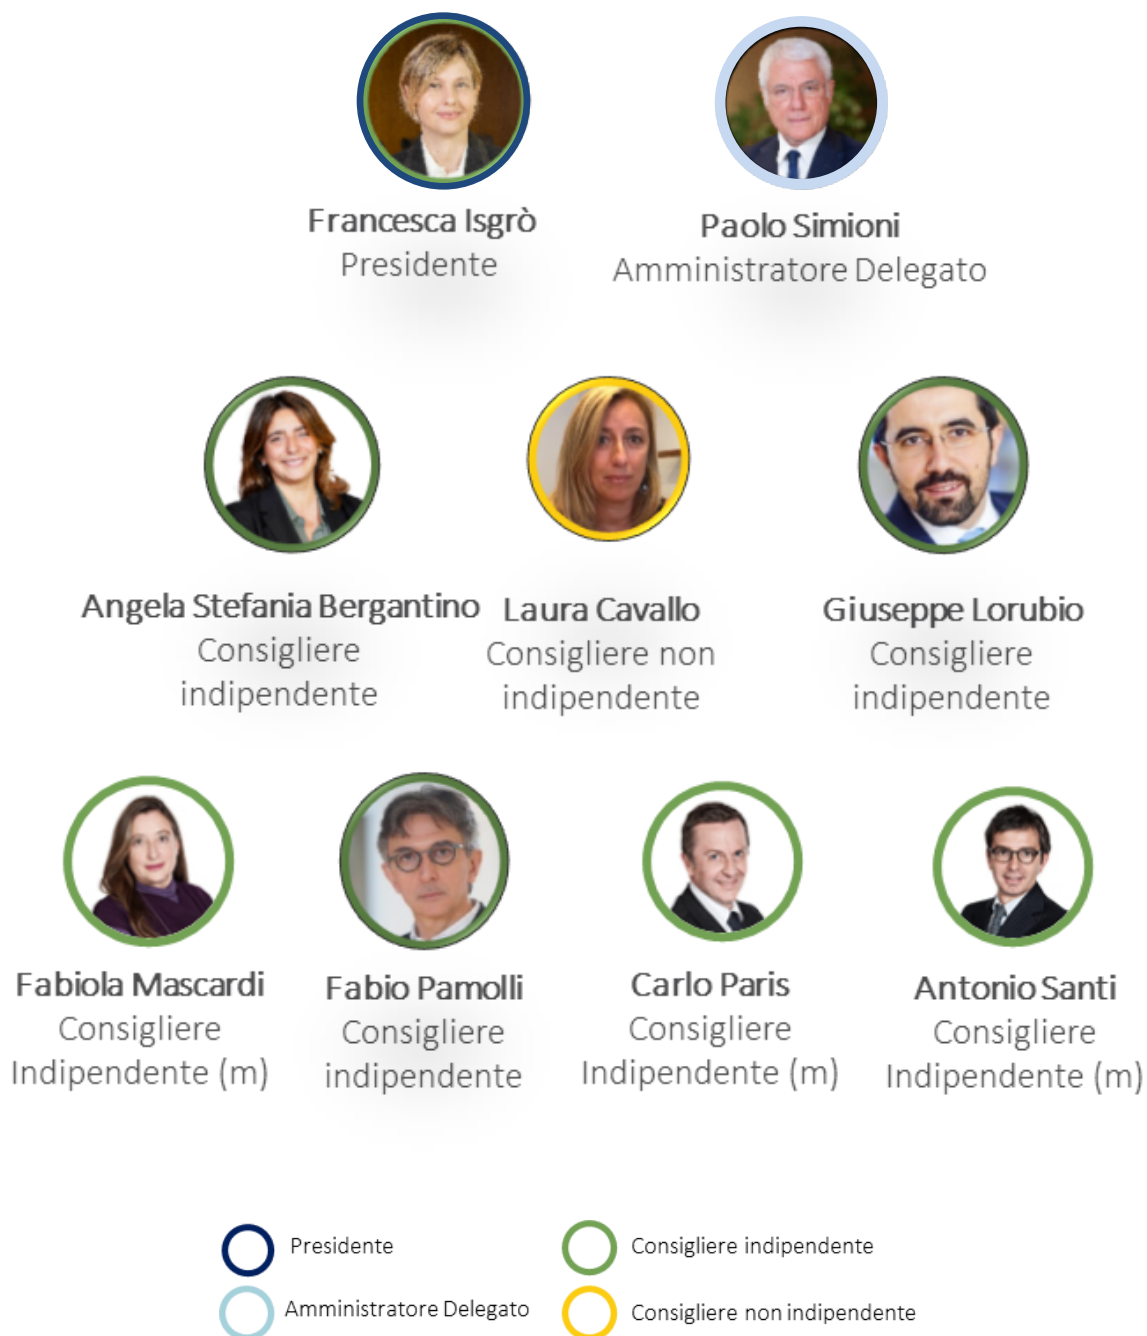 Francesca Isgrò
Presidente
Paolo Simioni
Amministratore Delegato
Angela Stefania Bergantino
Consigliere
indipendente
Laura Cavallo
Consigliere non
indipendente
Giuseppe Lorubio
Consigliere
indipendente
Fabiola Mascardi
Consigliere
Indipendente (m)
Fabio Pamolli
Consigliere
indipendente
Carlo Paris
Consigliere
Indipendente (m)
Antonio Santi
Consigliere
Indipendente (m)
Presidente
Consigliere indipendente
Amministratore Delegato
Consigliere non indipendente